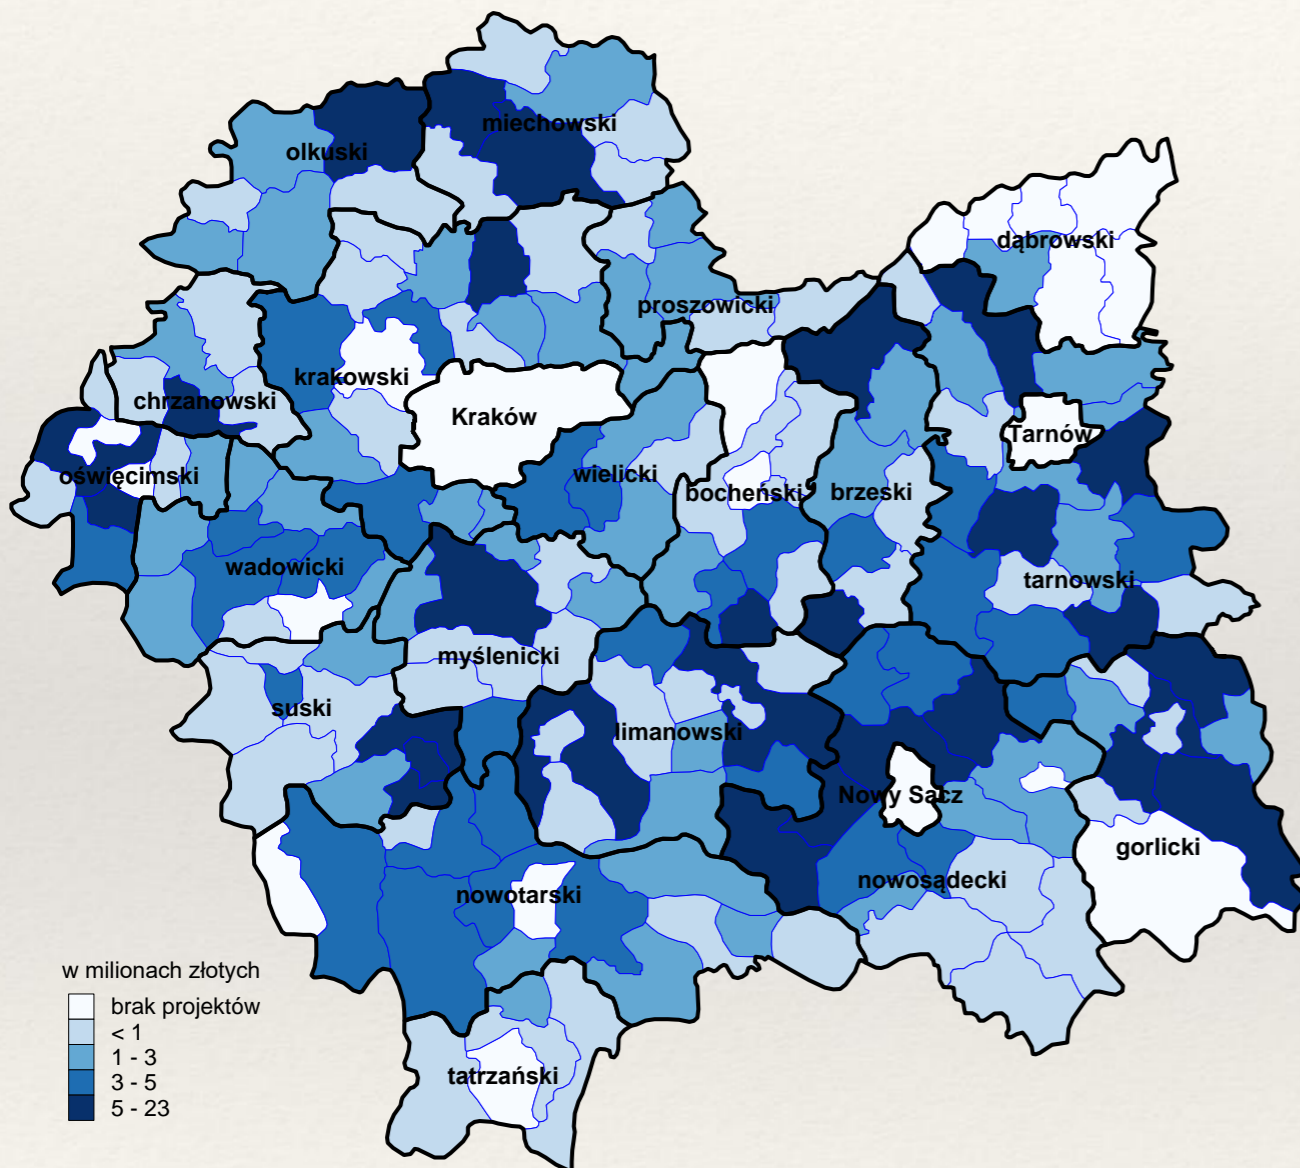 miechowski
olkuski
dąbrowski
proszowicki
krakowski
chrzanowski
Kraków
Tarnów
oświęcimski
wielicki
bocheński
brzeski
wadowicki
tarnowski
myślenicki
suski
limanowski
Nowy Sącz
gorlicki
nowosądecki
nowotarski
tatrzański
w milionach złotych
brak projektów
< 1
1 - 3
3 - 5
5 - 23